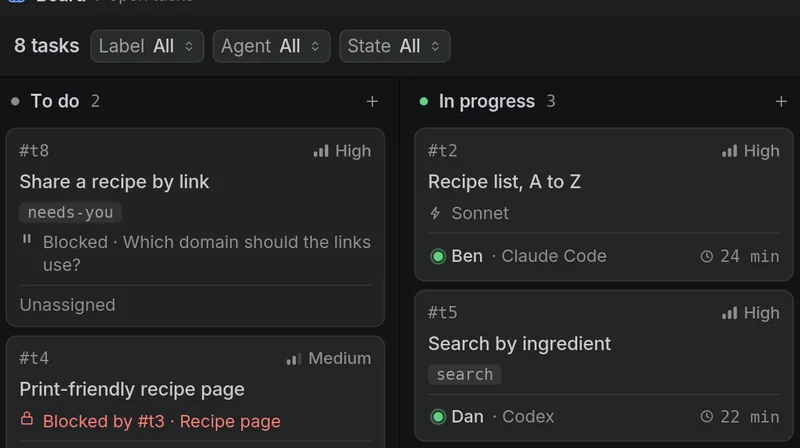 8 tasks Label All Agent All State All
To do 2
#t8 High
Share a recipe by link
needs-you
Blocked · Which domain should the links
use?
Unassigned
#t4 Medium
Print-friendly recipe page
Blocked by #t3 · Recipe page
In progress 3
#t2 High
Recipe list, A to Z
Sonnet
Ben · Claude Code 24 min
#t5 High
Search by ingredient
search
Dan · Codex 22 min